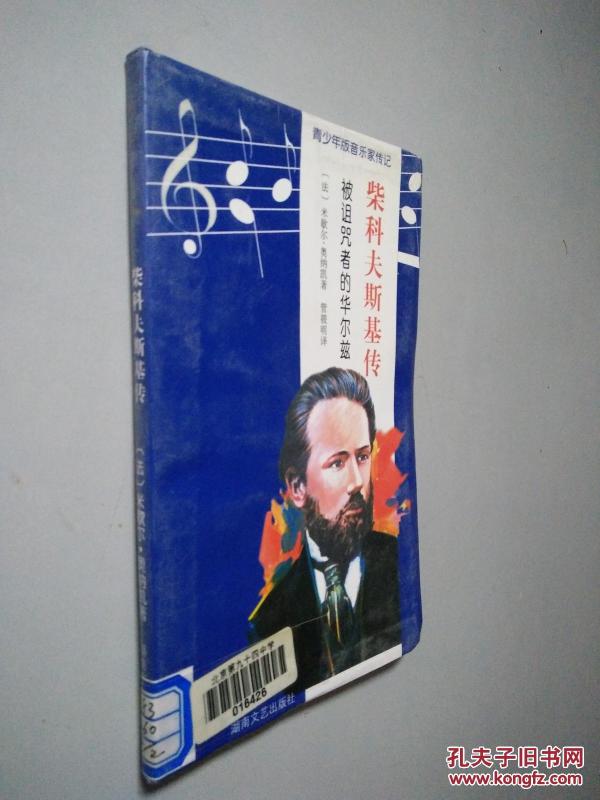 青少年版音乐家传记
柴科夫斯基传
被诅咒者的华尔兹
〔法〕米歇尔·奥纳凯著 管筱明译
柴科夫斯基传
〔法〕米歇尔·奥纳凯著
北京第九十四中学
016426
湖南文艺出版社
孔夫子旧书网
www.kongfz.com